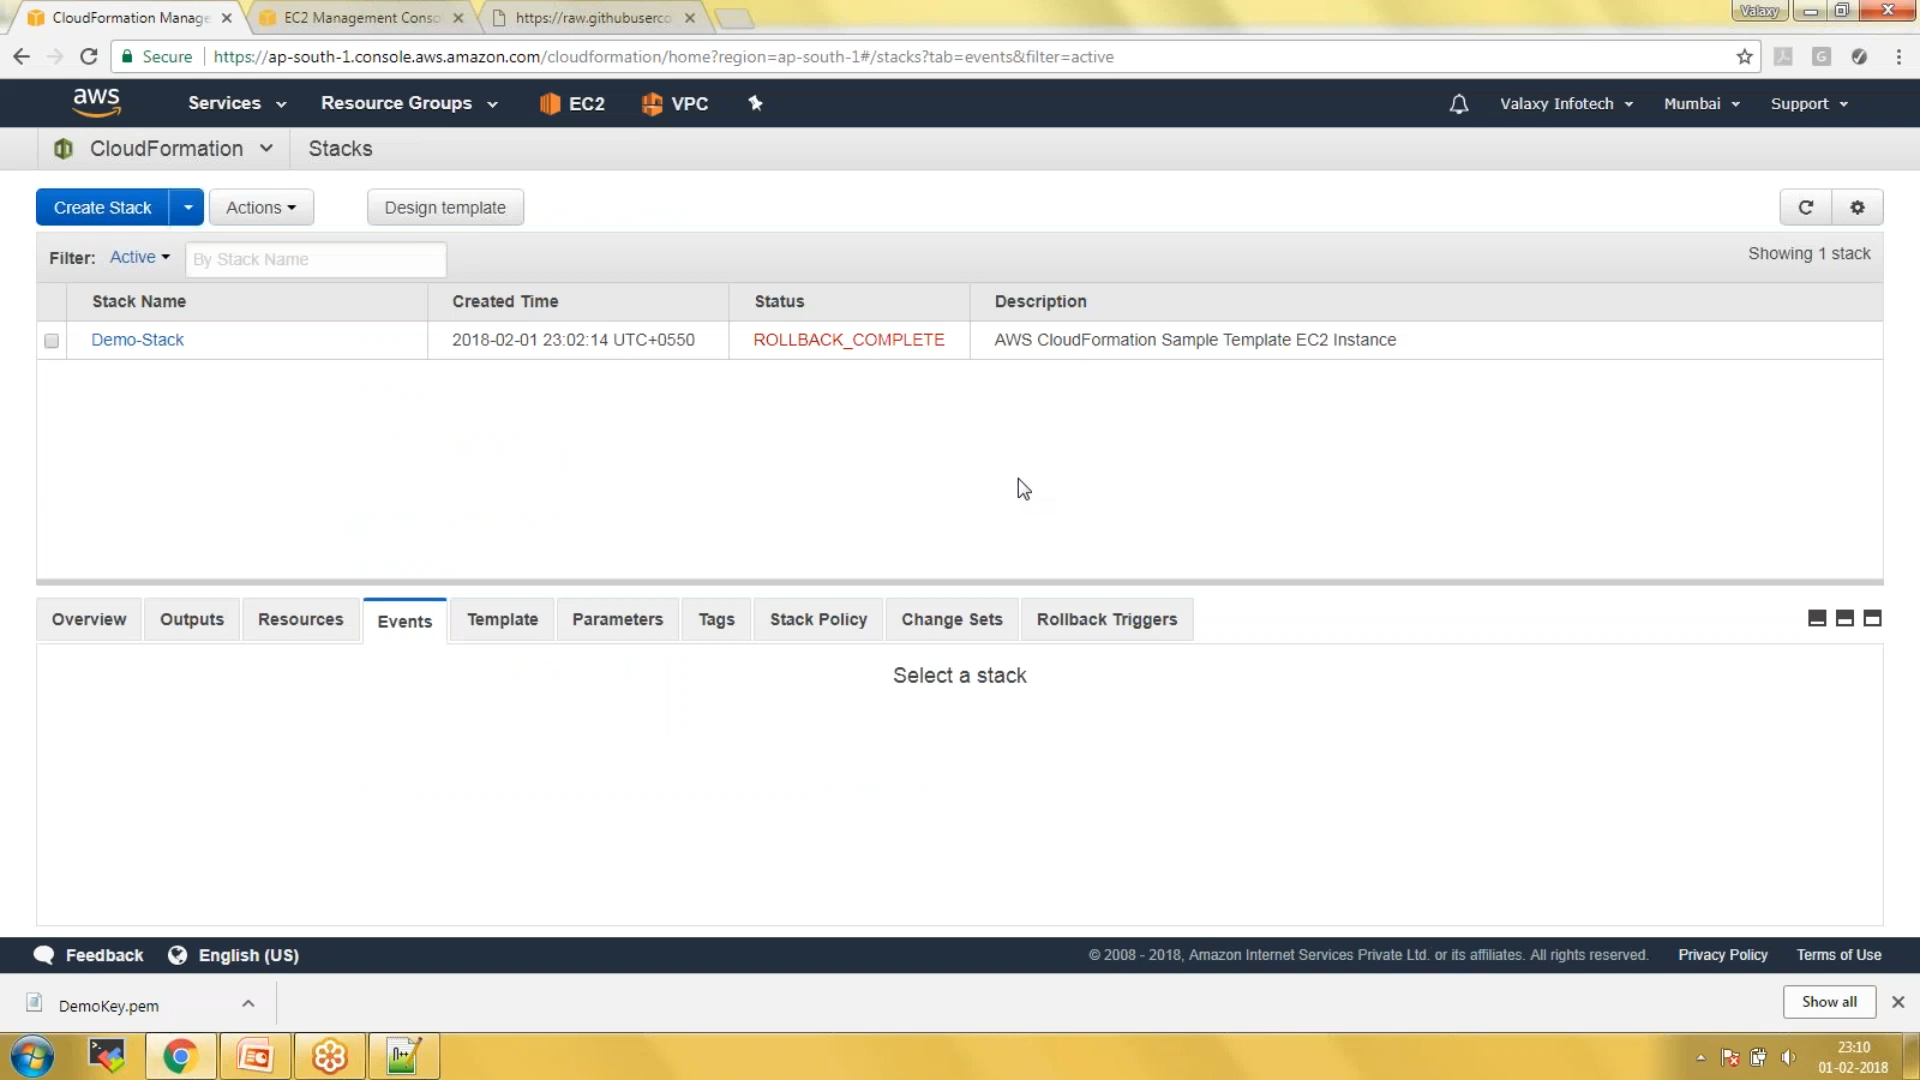 CloudFormation Manage
EC2 Management Conso
https://raw.githubuserco
Valaxy
Secure
https://ap-south-1.console.aws.amazon.com/cloudformation/home?region=ap-south-1#/stacks?tab=events&filter=active
aws
Services
Resource Groups
EC2
VPC
Valaxy Infotech
Mumbai
Support
CloudFormation
Stacks
Create Stack
Actions
Design template
Filter: Active
By Stack Name
Showing 1 stack
Stack Name
Created Time
Status
Description
Demo-Stack
2018-02-01 23:02:14 UTC+0550
ROLLBACK_COMPLETE
AWS CloudFormation Sample Template EC2 Instance
Overview
Outputs
Resources
Events
Template
Parameters
Tags
Stack Policy
Change Sets
Rollback Triggers
Select a stack
Feedback
English (US)
© 2008 - 2018, Amazon Internet Services Private Ltd. or its affiliates. All rights reserved.
Privacy Policy
Terms of Use
DemoKey.pem
Show all
23:10
01-02-2018